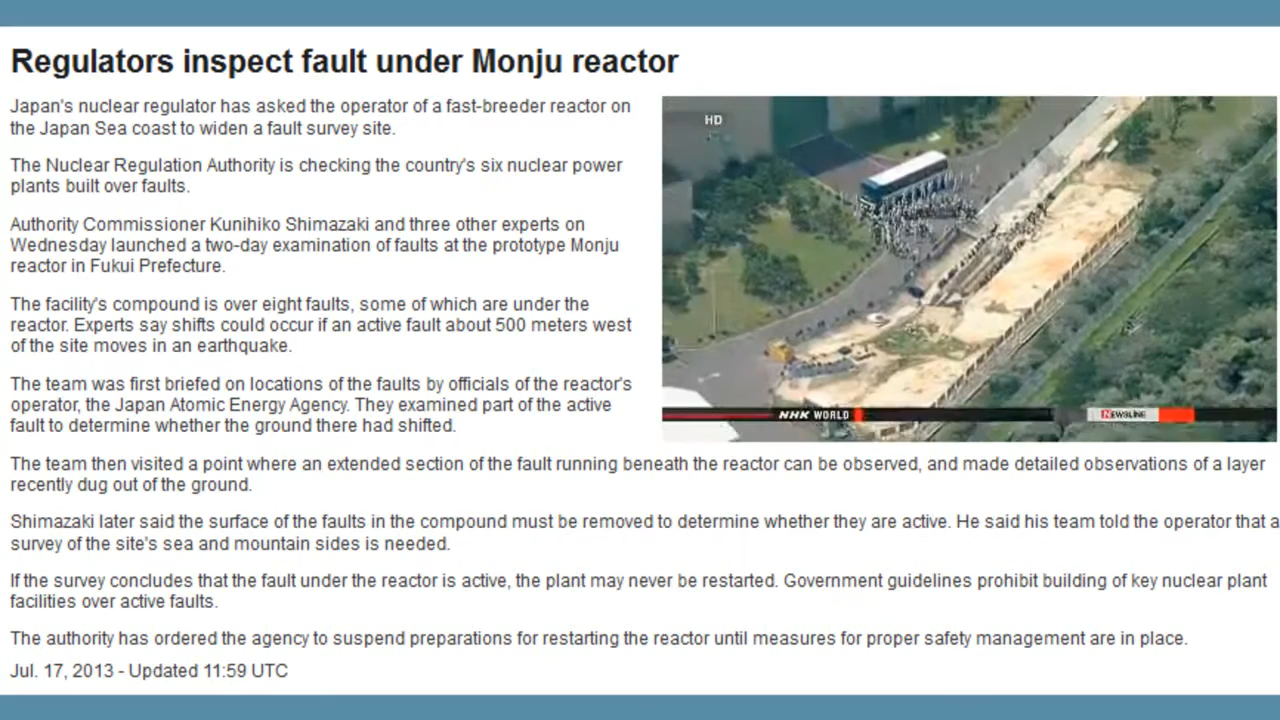 Regulators inspect fault under Monju reactor
Japan's nuclear regulator has asked the operator of a fast-breeder reactor on
the Japan Sea coast to widen a fault survey site.
The Nuclear Regulation Authority is checking the country's six nuclear power
plants built over faults.
Authority Commissioner Kunihiko Shimazaki and three other experts on
Wednesday launched a two-day examination of faults at the prototype Monju
reactor in Fukui Prefecture.
The facility's compound is over eight faults, some of which are under the
reactor. Experts say shifts could occur if an active fault about 500 meters west
of the site moves in an earthquake.
The team was first briefed on locations of the faults by officials of the reactor's
operator, the Japan Atomic Energy Agency. They examined part of the active
fault to determine whether the ground there had shifted.
HD
NHK WORLD
NEWSLINE
The team then visited a point where an extended section of the fault running beneath the reactor can be observed, and made detailed observations of a layer
recently dug out of the ground.
Shimazaki later said the surface of the faults in the compound must be removed to determine whether they are active. He said his team told the operator that a
survey of the site's sea and mountain sides is needed.
If the survey concludes that the fault under the reactor is active, the plant may never be restarted. Government guidelines prohibit building of key nuclear plant
facilities over active faults.
The authority has ordered the agency to suspend preparations for restarting the reactor until measures for proper safety management are in place.
Jul. 17, 2013 - Updated 11:59 UTC